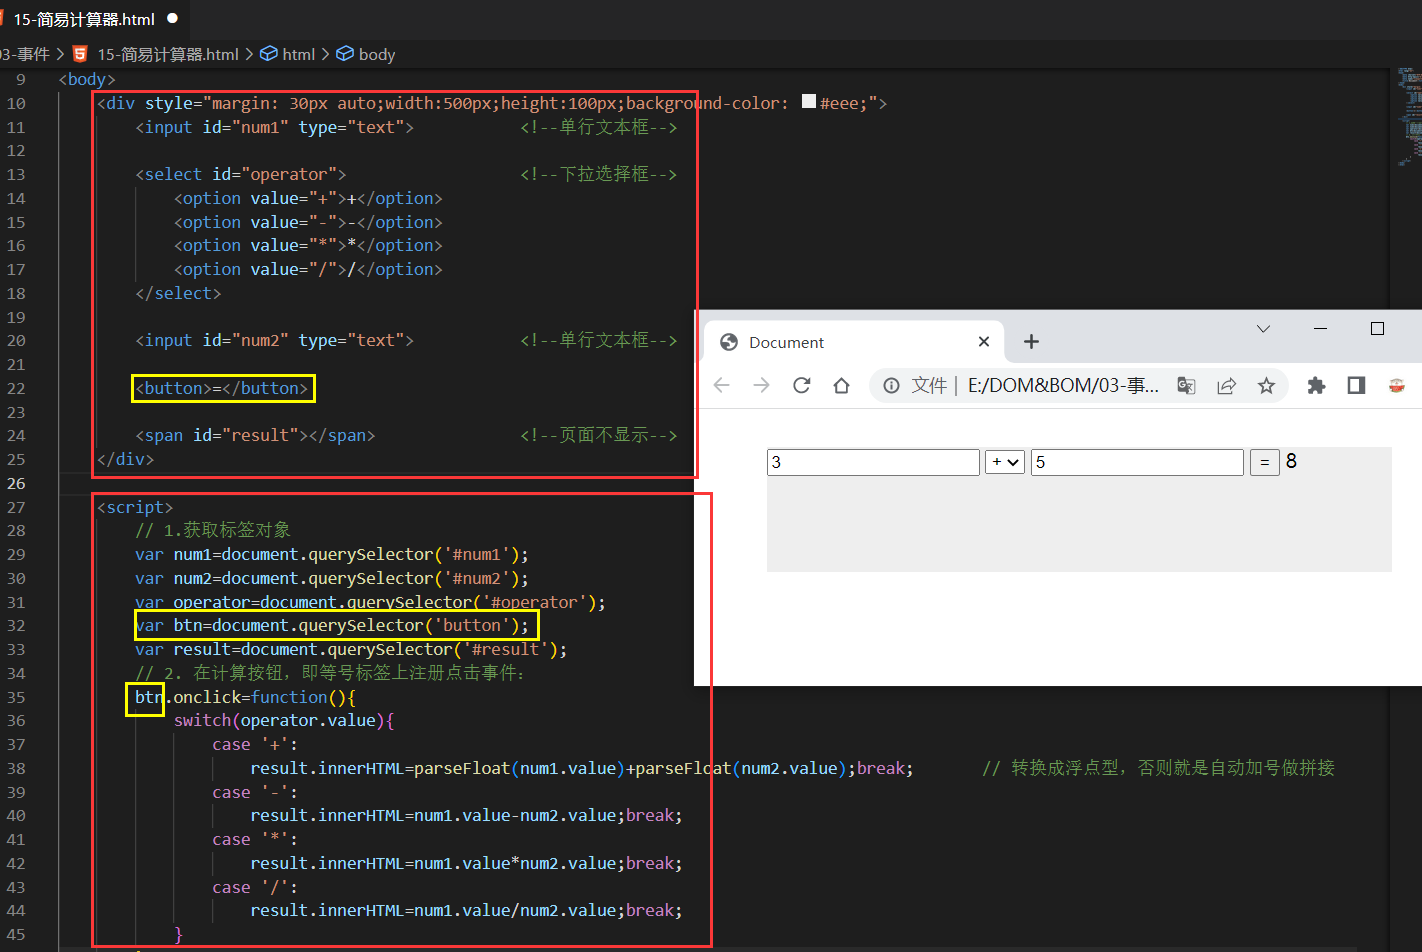 15-简易计算器.html
03-事件 > 15-简易计算器.html > html > body
9 <body>
10 <div style="margin: 30px auto;width:500px;height:100px;background-color: #eee;">
11 <input id="num1" type="text"> <!--单行文本框-->
12
13 <select id="operator"> <!--下拉选择框-->
14 <option value="+">+</option>
15 <option value="-">-</option>
16 <option value="*">*</option>
17 <option value="/">/</option>
18 </select>
19
20 <input id="num2" type="text"> <!--单行文本框-->
21
22 <button>=</button>
23
24 <span id="result"></span> <!--页面不显示-->
25 </div>
26
27 <script>
28 // 1.获取标签对象
29 var num1=document.querySelector('#num1');
30 var num2=document.querySelector('#num2');
31 var operator=document.querySelector('#operator');
32 var btn=document.querySelector('button');
33 var result=document.querySelector('#result');
34 // 2. 在计算按钮，即等号标签上注册点击事件：
35 btn.onclick=function(){
36 switch(operator.value){
37 case '+':
38 result.innerHTML=parseFloat(num1.value)+parseFloat(num2.value);break; // 转换成浮点型，否则就是自动加号做拼接
39 case '-':
40 result.innerHTML=num1.value-num2.value;break;
41 case '*':
42 result.innerHTML=num1.value*num2.value;break;
43 case '/':
44 result.innerHTML=num1.value/num2.value;break;
45 }
Document
文件 | E:/DOM&BOM/03-事...
3 + 5 = 8